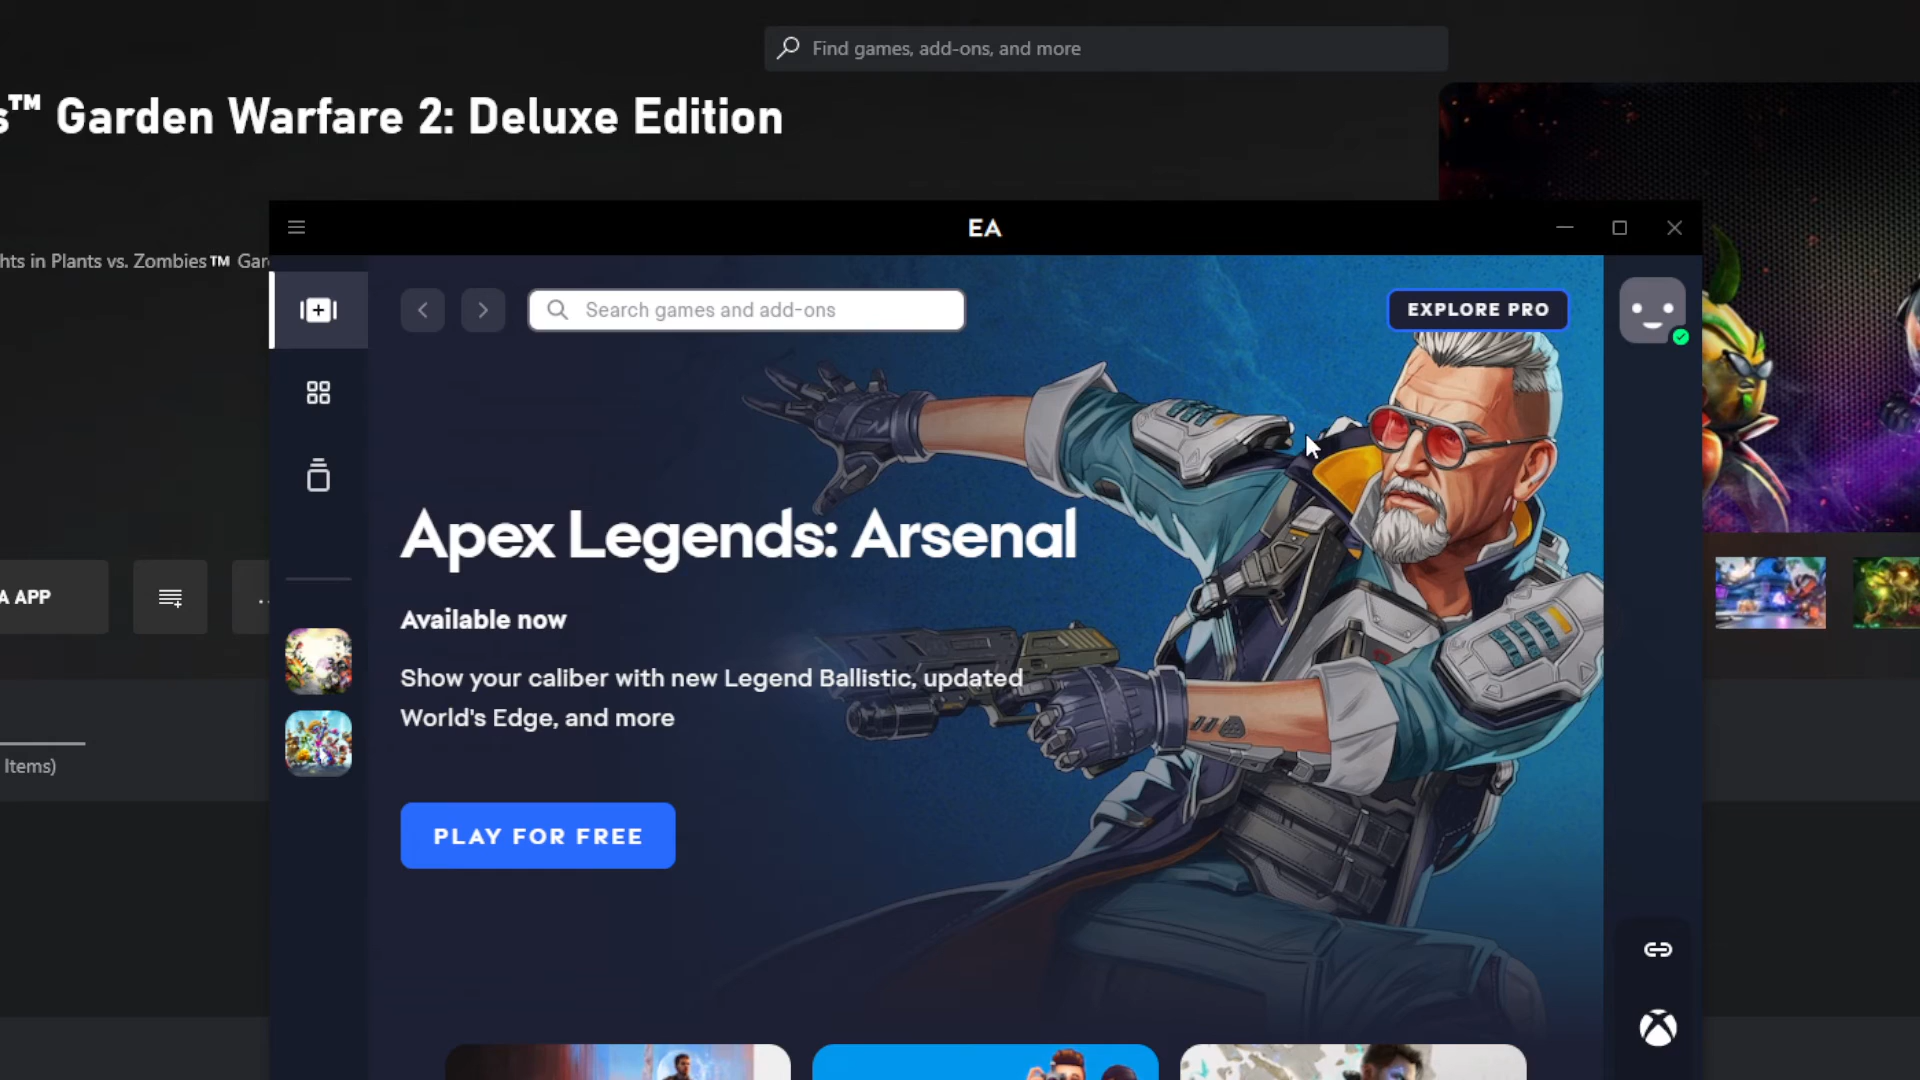 Find games, add-ons, and more
s™ Garden Warfare 2: Deluxe Edition
hts in Plants vs. Zombies™ Gar
EA
Search games and add-ons
EXPLORE PRO
Apex Legends: Arsenal
A APP
Available now
Show your caliber with new Legend Ballistic, updated
World's Edge, and more
Items)
PLAY FOR FREE